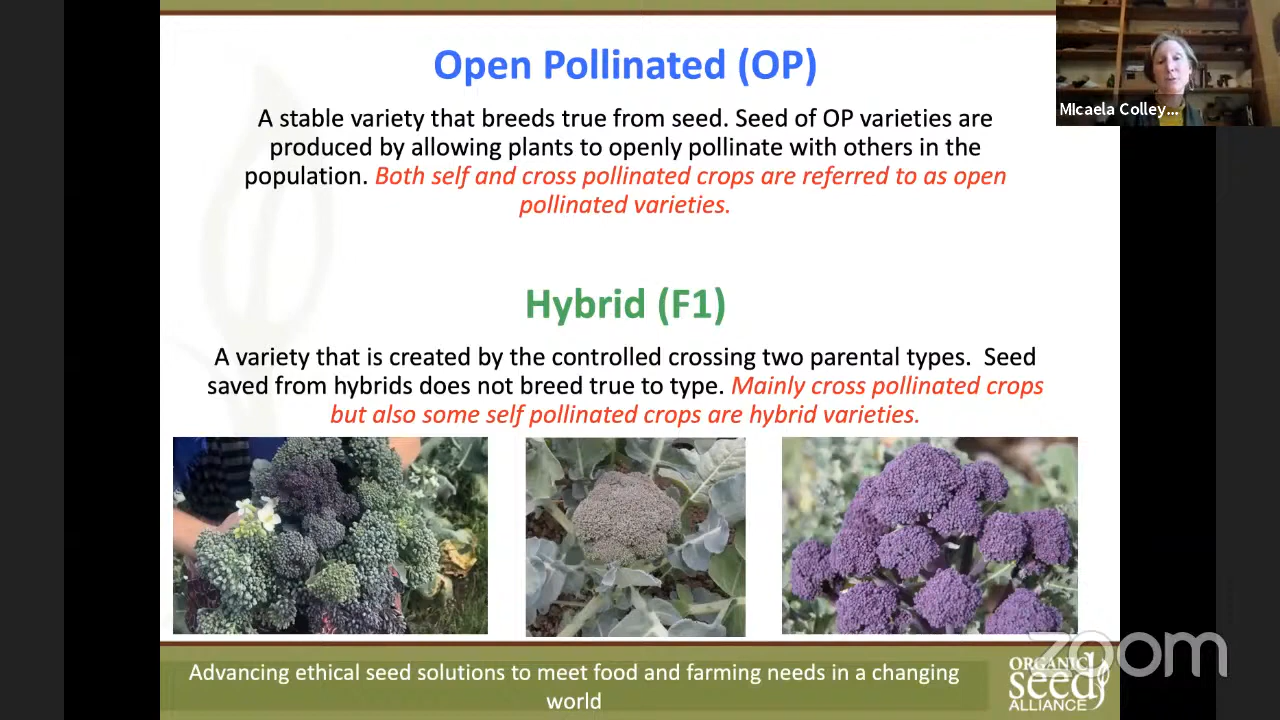 Open Pollinated (OP)
A stable variety that breeds true from seed. Seed of OP varieties are
produced by allowing plants to openly pollinate with others in the
population. Both self and cross pollinated crops are referred to as open
pollinated varieties.
MIcaela Colley...
Hybrid (F1)
A variety that is created by the controlled crossing two parental types. Seed
saved from hybrids does not breed true to type. Mainly cross pollinated crops
but also some self pollinated crops are hybrid varieties.
Advancing ethical seed solutions to meet food and farming needs in a changing
world
ORGANIC
seed
ALLIANCE
zoom